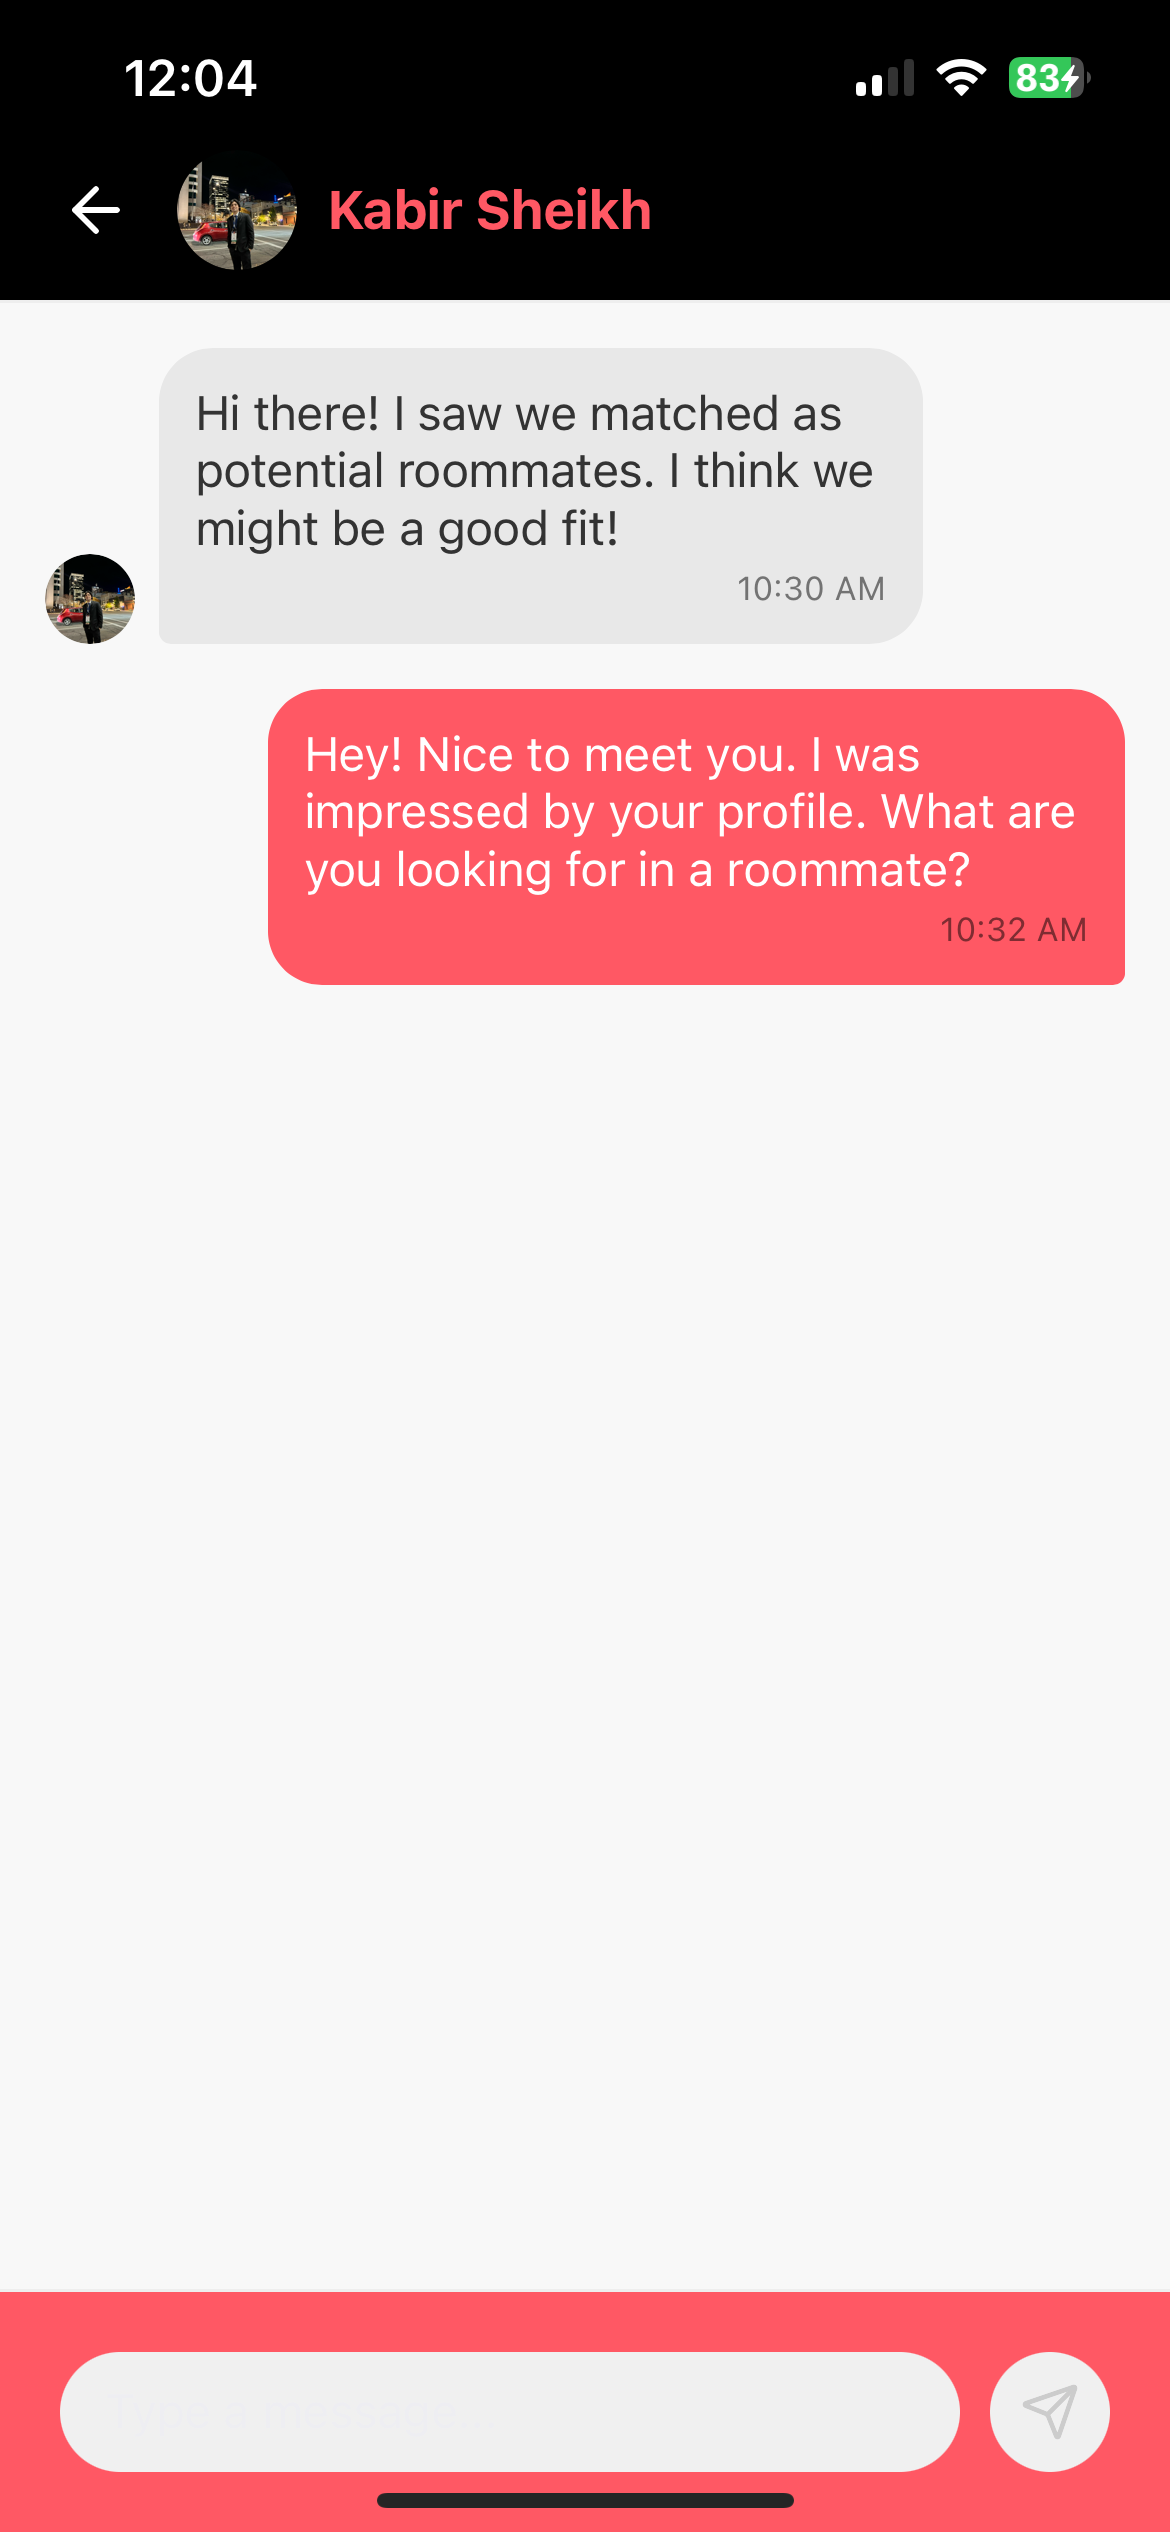 12:04
83
Kabir Sheikh
Hi there! I saw we matched as
potential roommates. I think we
might be a good fit!
10:30 AM
Hey! Nice to meet you. I was
impressed by your profile. What are
you looking for in a roommate?
10:32 AM
Type a message...